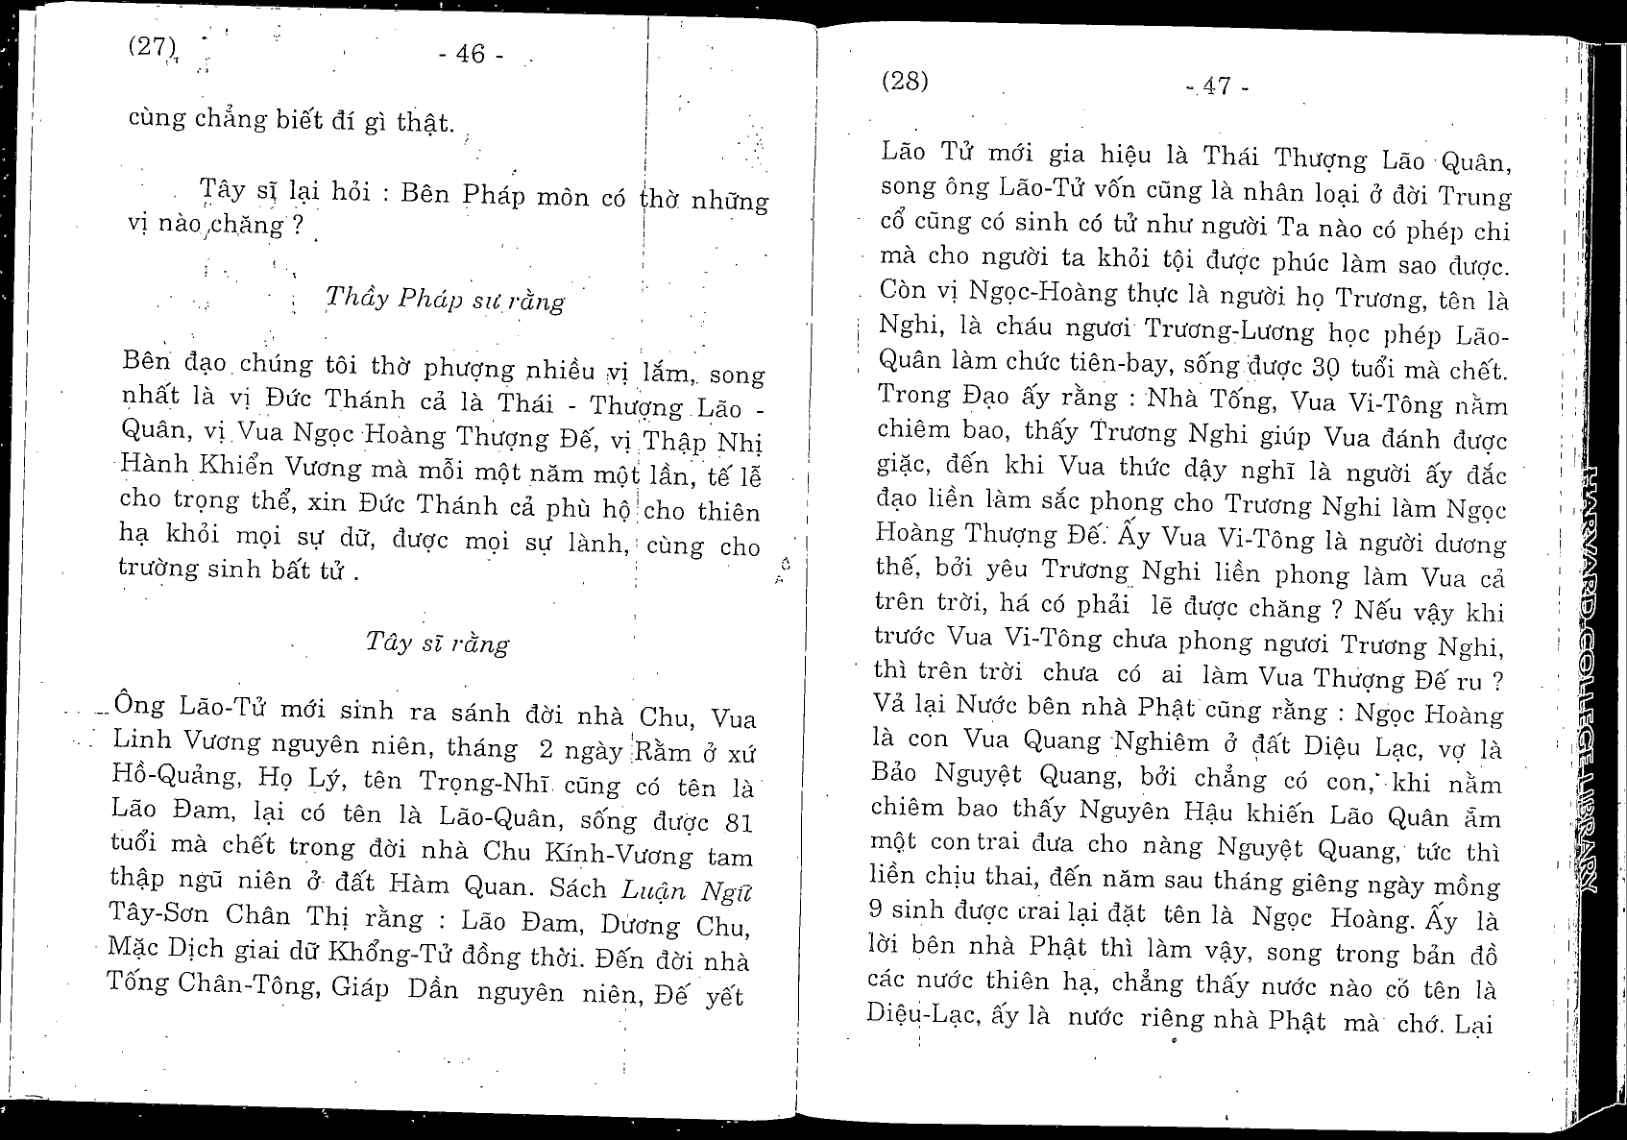 (27)
- 46 -
cùng chẳng biết đí gì thật.
Tây sĩ lại hỏi : Bên Pháp môn có thờ những
vị nào chăng ?
Thầy Pháp sư rằng
Bên đạo chúng tôi thờ phượng nhiều vị lắm, song
nhất là vị Đức Thánh cả là Thái - Thượng Lão -
Quân, vị Vua Ngọc Hoàng Thượng Đế, vị Thập Nhị
Hành Khiển Vương mà mỗi một năm một lần, tế lễ
cho trọng thể, xin Đức Thánh cả phù hộ cho thiên
hạ khỏi mọi sự dữ, được mọi sự lành, cùng cho
trường sinh bất tử .
Tây sĩ rằng
Ông Lão-Tử mới sinh ra sánh đời nhà Chu, Vua
Linh Vương nguyên niên, tháng 2 ngày Rằm ở xứ
Hồ-Quảng, Họ Lý, tên Trọng-Nhĩ cũng có tên là
Lão Đam, lại có tên là Lão-Quân, sống được 81
tuổi mà chết trong đời nhà Chu Kính-Vương tam
thập ngũ niên ở đất Hàm Quan. Sách Luận Ngữ
Tây-Sơn Chân Thị rằng : Lão Đam, Dương Chu,
Mặc Dịch giai dữ Khổng-Tử đồng thời. Đến đời nhà
Tống Chân-Tông, Giáp Dần nguyên niên, Đế yết
(28)
- 47 -
Lão Tử mới gia hiệu là Thái Thượng Lão Quân,
song ông Lão-Tử vốn cũng là nhân loại ở đời Trung
cổ cũng có sinh có tử như người Ta nào có phép chi
mà cho người ta khỏi tội được phúc làm sao được.
Còn vị Ngọc-Hoàng thực là người họ Trương, tên là
Nghi, là cháu ngươi Trương-Lương học phép Lão-
Quân làm chức tiên-bay, sống được 30 tuổi mà chết.
Trong Đạo ấy rằng : Nhà Tống, Vua Vi-Tông nằm
chiêm bao, thấy Trương Nghi giúp Vua đánh được
giặc, đến khi Vua thức dậy nghĩ là người ấy đắc
đạo liền làm sắc phong cho Trương Nghi làm Ngọc
Hoàng Thượng Đế. Ấy Vua Vi-Tông là người dương
thế, bởi yêu Trương Nghi liền phong làm Vua cả
trên trời, há có phải lẽ được chăng ? Nếu vậy khi
trước Vua Vi-Tông chưa phong ngươi Trương Nghi,
thì trên trời chưa có ai làm Vua Thượng Đế ru ?
Vả lại Nước bên nhà Phật cũng rằng : Ngọc Hoàng
là con Vua Quang Nghiêm ở đất Diệu Lạc, vợ là
Bảo Nguyệt Quang, bởi chẳng có con, khi nằm
chiêm bao thấy Nguyên Hậu khiến Lão Quân ẵm
một con trai đưa cho nàng Nguyệt Quang, tức thì
liền chịu thai, đến năm sau tháng giêng ngày mồng
9 sinh được trai lại đặt tên là Ngọc Hoàng. Ấy là
lời bên nhà Phật thì làm vậy, song trong bản đồ
các nước thiên hạ, chẳng thấy nước nào có tên là
Diệu-Lạc, ấy là nước riêng nhà Phật mà chớ. Lại
HARVARD COLLEGE LIBRARY